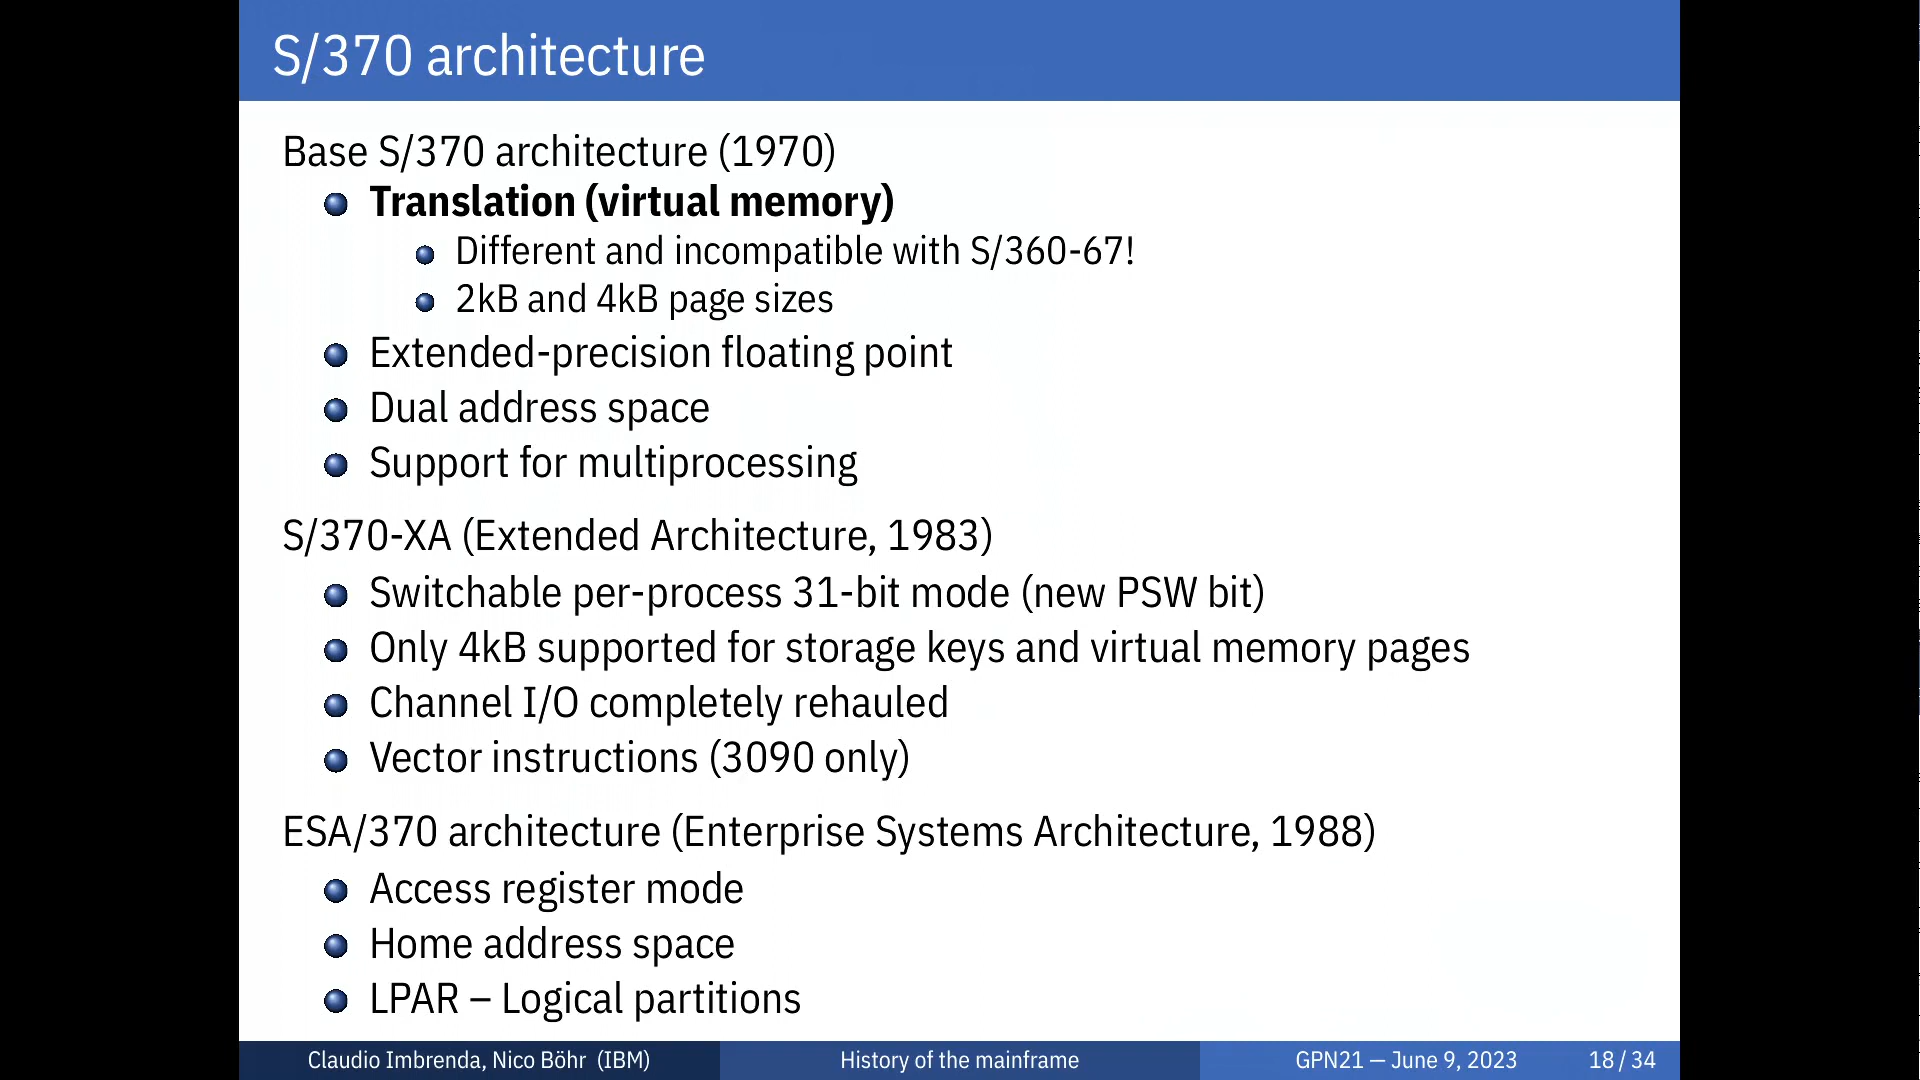 S/370 architecture
Base S/370 architecture (1970)
Translation (virtual memory)
Different and incompatible with S/360-67!
2kB and 4kB page sizes
Extended-precision floating point
Dual address space
Support for multiprocessing
S/370-XA (Extended Architecture, 1983)
Switchable per-process 31-bit mode (new PSW bit)
Only 4kB supported for storage keys and virtual memory pages
Channel I/O completely rehauled
Vector instructions (3090 only)
ESA/370 architecture (Enterprise Systems Architecture, 1988)
Access register mode
Home address space
LPAR – Logical partitions
Claudio Imbrenda, Nico Böhr (IBM) History of the mainframe GPN21 — June 9, 2023 18 / 34